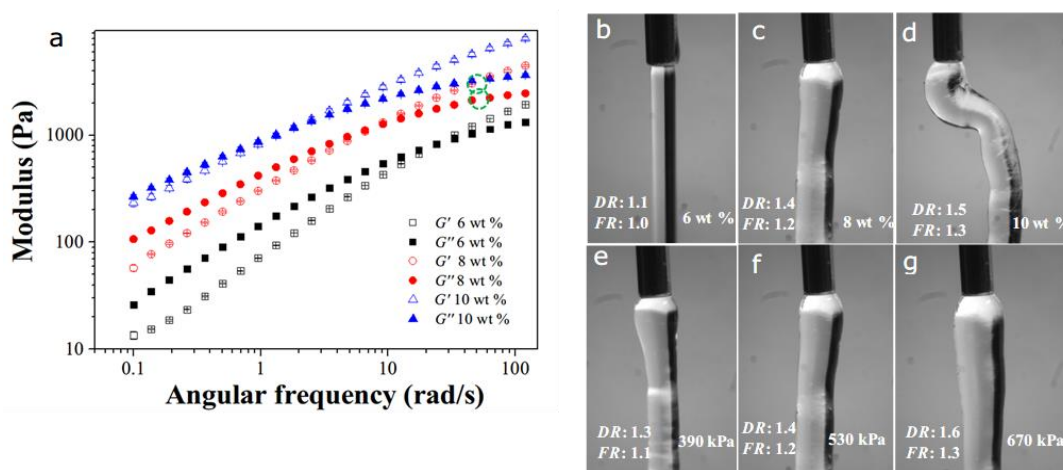 a
Modulus (Pa)
1000
100
10
0.1
1
10
100
Angular frequency (rad/s)
G′ 6 wt %
G″ 6 wt %
G′ 8 wt %
G″ 8 wt %
G′ 10 wt %
G″ 10 wt %
b
DR: 1.1
FR: 1.0
6 wt %
c
DR: 1.4
FR: 1.2
8 wt %
d
DR: 1.5
FR: 1.3
10 wt %
e
DR: 1.3
FR: 1.1
390 kPa
f
DR: 1.4
FR: 1.2
530 kPa
g
DR: 1.6
FR: 1.3
670 kPa